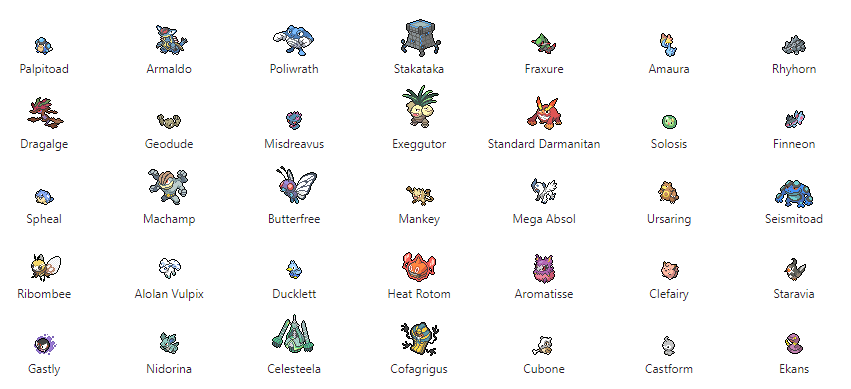 Palpitoad Armaldo Poliwrath Stakataka Fraxure Amaura Rhyhorn
Dragalge Geodude Misdreavus Exeggutor Standard Darmanitan Solosis Finneon
Spheal Machamp Butterfree Mankey Mega Absol Ursaring Seismitoad
Ribombee Alolan Vulpix Ducklett Heat Rotom Aromatisse Clefairy Staravia
Gastly Nidorina Celesteela Cofagrigus Cubone Castform Ekans